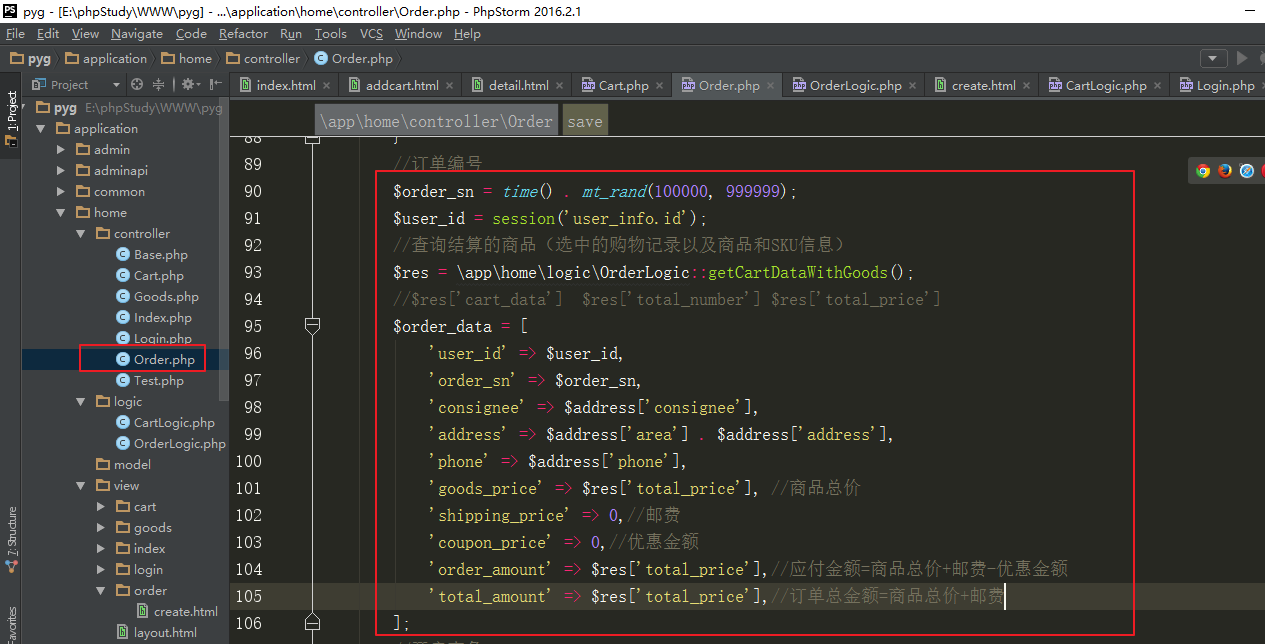 pyg - [E:\phpStudy\WWW\pyg] - ...\application\home\controller\Order.php - PhpStorm 2016.2.1
File Edit View Navigate Code Refactor Run Tools VCS Window Help
pyg application home controller Order.php
Project
index.html addcart.html detail.html Cart.php Order.php OrderLogic.php create.html CartLogic.php Login.php
1: Project
7: Structure
Favorites
pyg E:\phpStudy\WWW\pyg
application
admin
adminapi
common
home
controller
Base.php
Cart.php
Goods.php
Index.php
Login.php
Order.php
Test.php
logic
CartLogic.php
OrderLogic.php
model
view
cart
goods
index
login
order
create.html
layout.html
\app\home\controller\Order save
88 }
89 //订单编号
90 $order_sn = time() . mt_rand(100000, 999999);
91 $user_id = session('user_info.id');
92 //查询结算的商品（选中的购物记录以及商品和SKU信息）
93 $res = \app\home\logic\OrderLogic::getCartDataWithGoods();
94 //$res['cart_data'] $res['total_number'] $res['total_price']
95 $order_data = [
96 'user_id' => $user_id,
97 'order_sn' => $order_sn,
98 'consignee' => $address['consignee'],
99 'address' => $address['area'] . $address['address'],
100 'phone' => $address['phone'],
101 'goods_price' => $res['total_price'], //商品总价
102 'shipping_price' => 0,//邮费
103 'coupon_price' => 0,//优惠金额
104 'order_amount' => $res['total_price'],//应付金额=商品总价+邮费-优惠金额
105 'total_amount' => $res['total_price'],//订单总金额=商品总价+邮费
106 ];